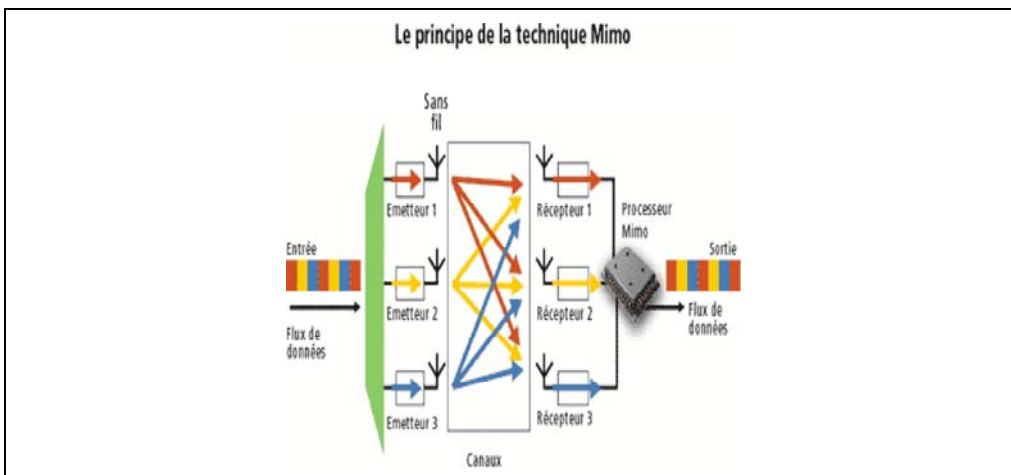 Le principe de la technique Mimo
Sans
fil
Emetteur 1
Récepteur 1
Processeur
Mimo
Entrée
Sortie
Emetteur 2
Récepteur 2
Flux de
données
Flux de
données
Emetteur 3
Récepteur 3
Canaux